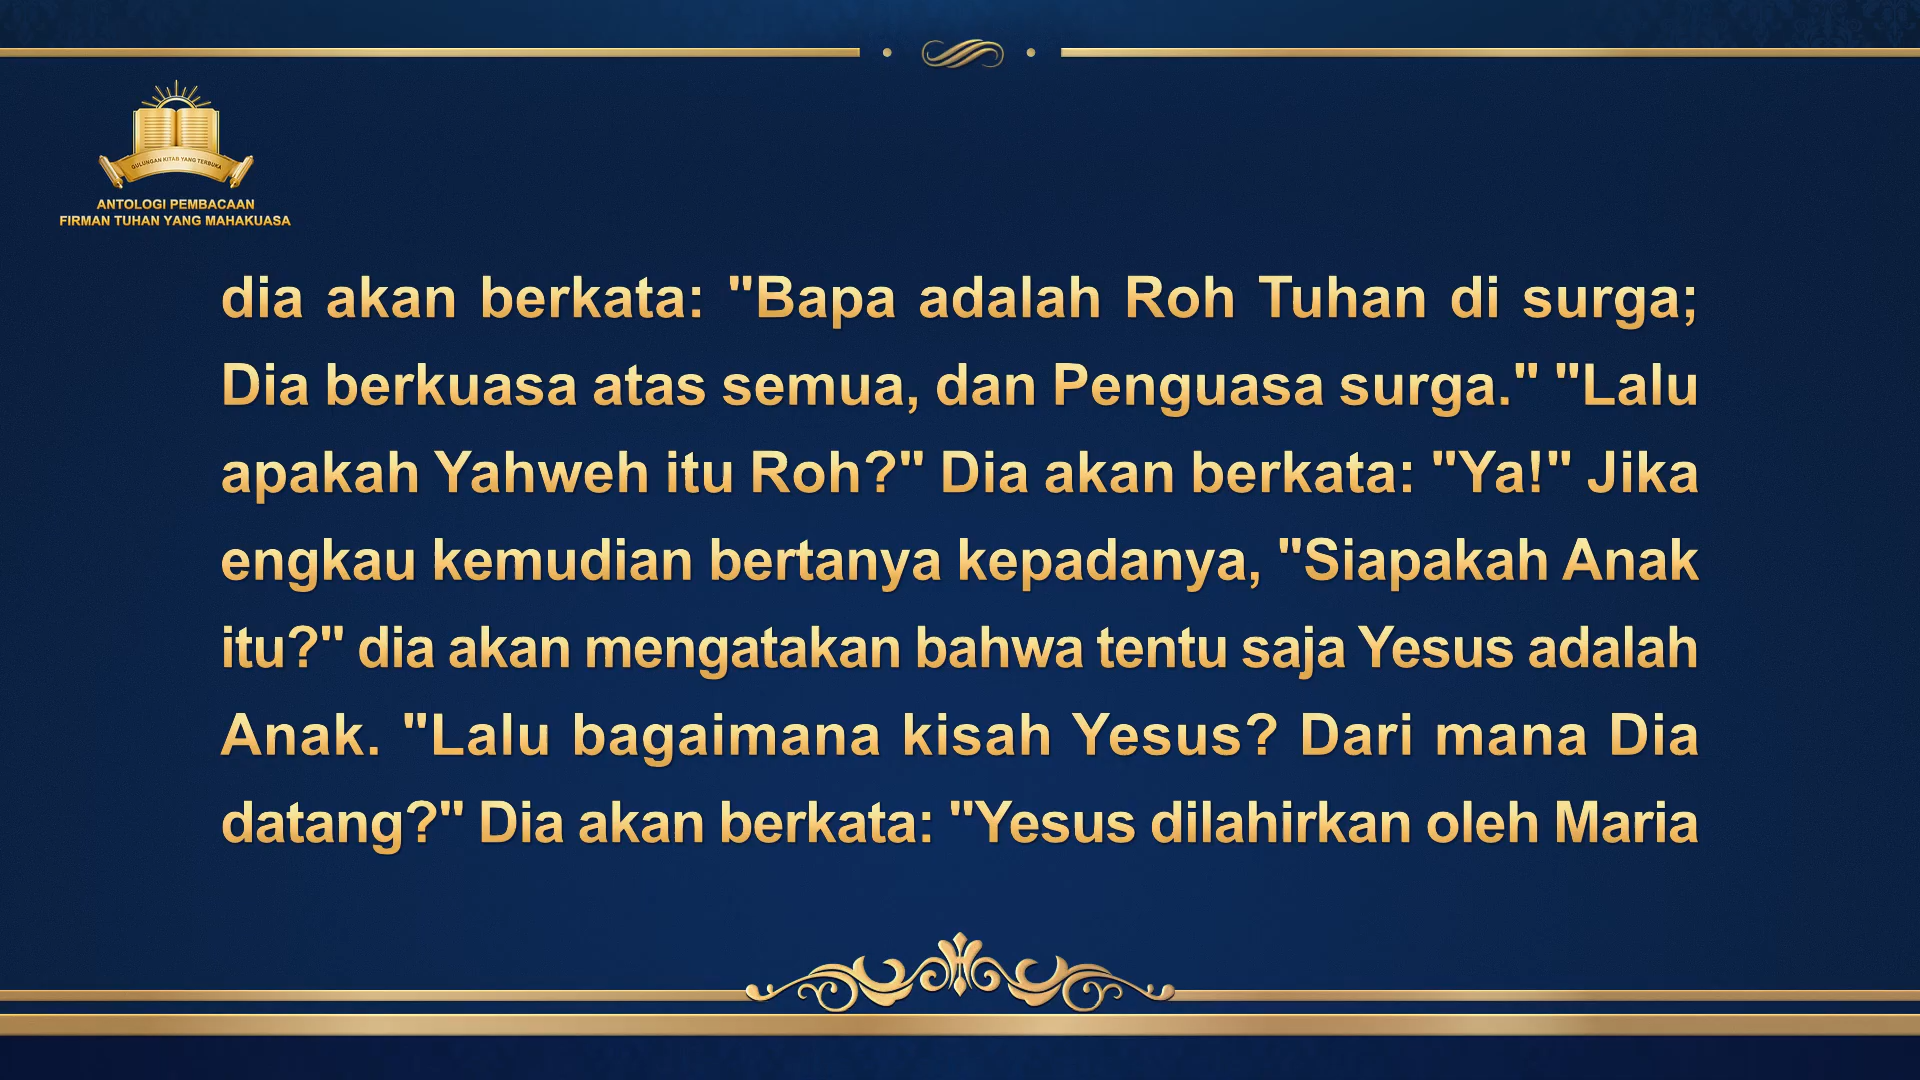 GULUNGAN KITAB YANG TERBUKA
ANTOLOGI PEMBACAAN
FIRMAN TUHAN YANG MAHAKUASA
dia akan berkata: "Bapa adalah Roh Tuhan di surga;
Dia berkuasa atas semua, dan Penguasa surga." "Lalu
apakah Yahweh itu Roh?" Dia akan berkata: "Ya!" Jika
engkau kemudian bertanya kepadanya, "Siapakah Anak
itu?" dia akan mengatakan bahwa tentu saja Yesus adalah
Anak. "Lalu bagaimana kisah Yesus? Dari mana Dia
datang?" Dia akan berkata: "Yesus dilahirkan oleh Maria